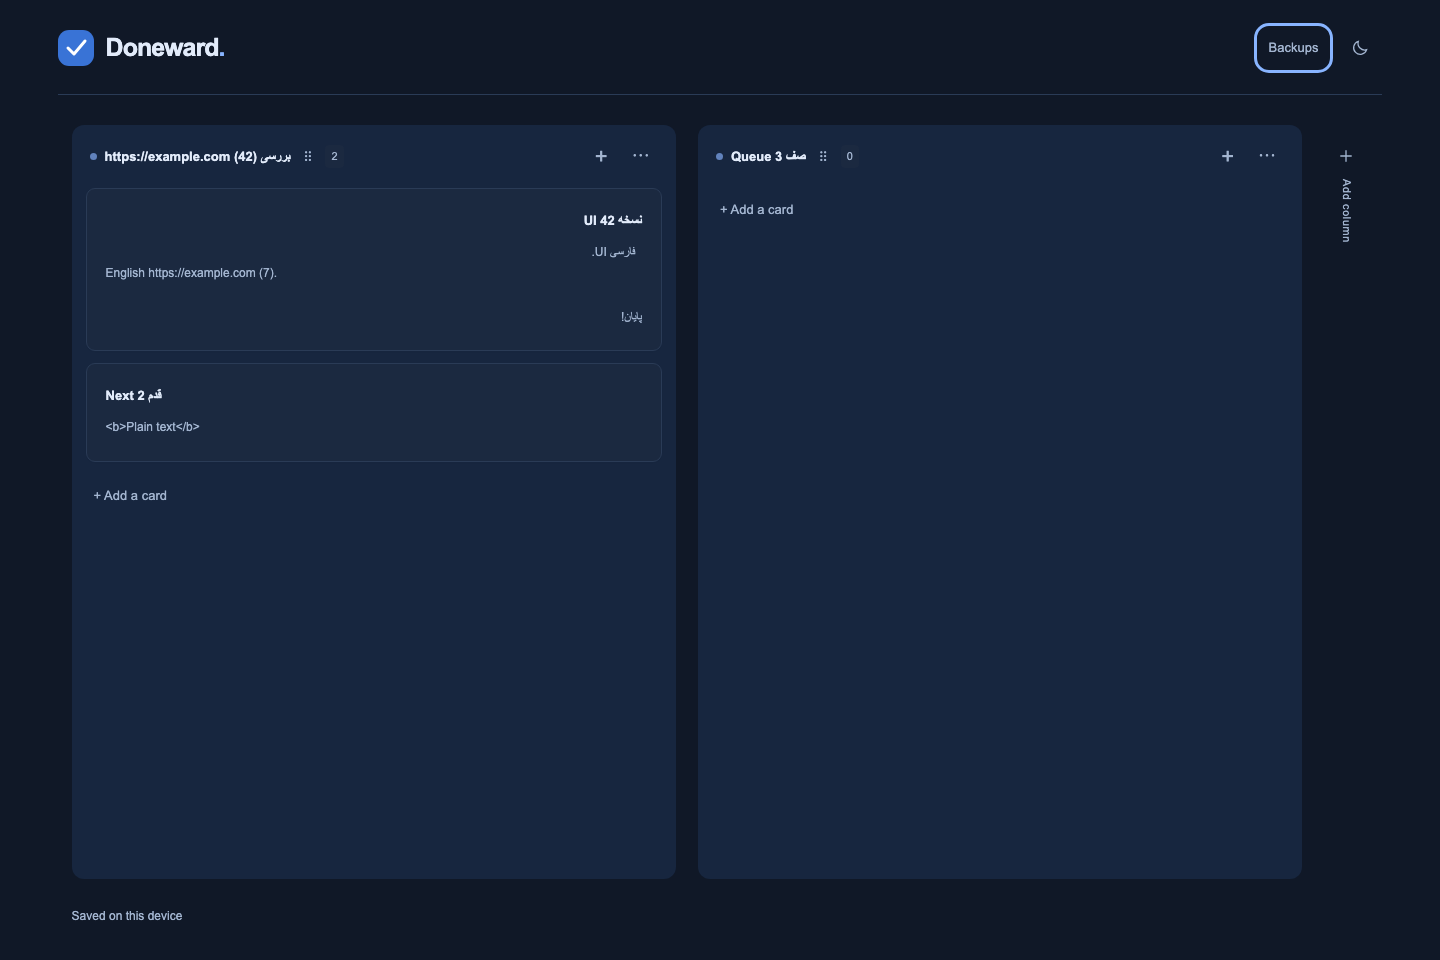 Doneward.
Backups
https://example.com (42) بررسی
2
نسخه 42 UI
فارسی UI.
English https://example.com (7).
پایان!
Next 2 قدم
<b>Plain text</b>
+ Add a card
Queue 3 صف
0
+ Add a card
Add column
Saved on this device